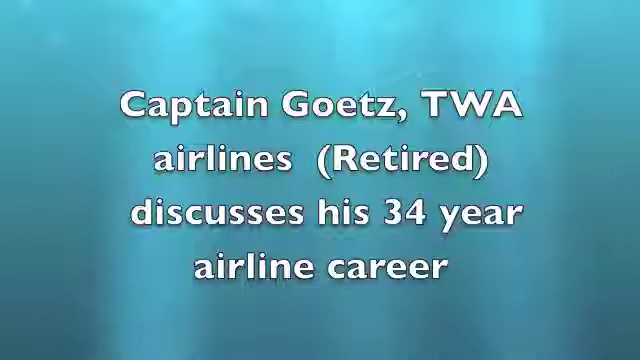 Captain Goetz, TWA
airlines (Retired)
discusses his 34 year
airline career